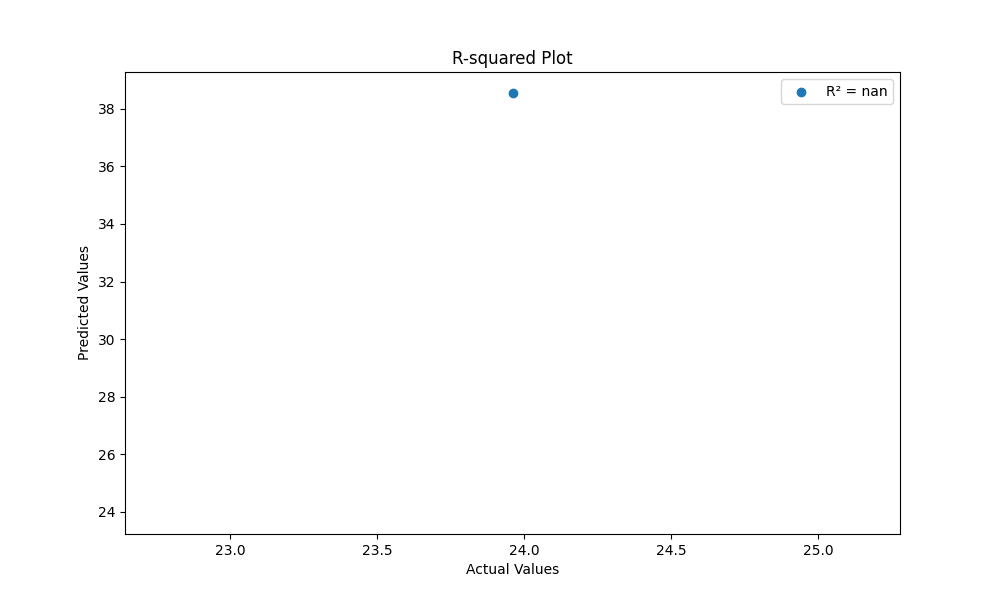 R-squared Plot
R² = nan
38
36
34
32
30
28
26
24
Predicted Values
23.0 23.5 24.0 24.5 25.0
Actual Values